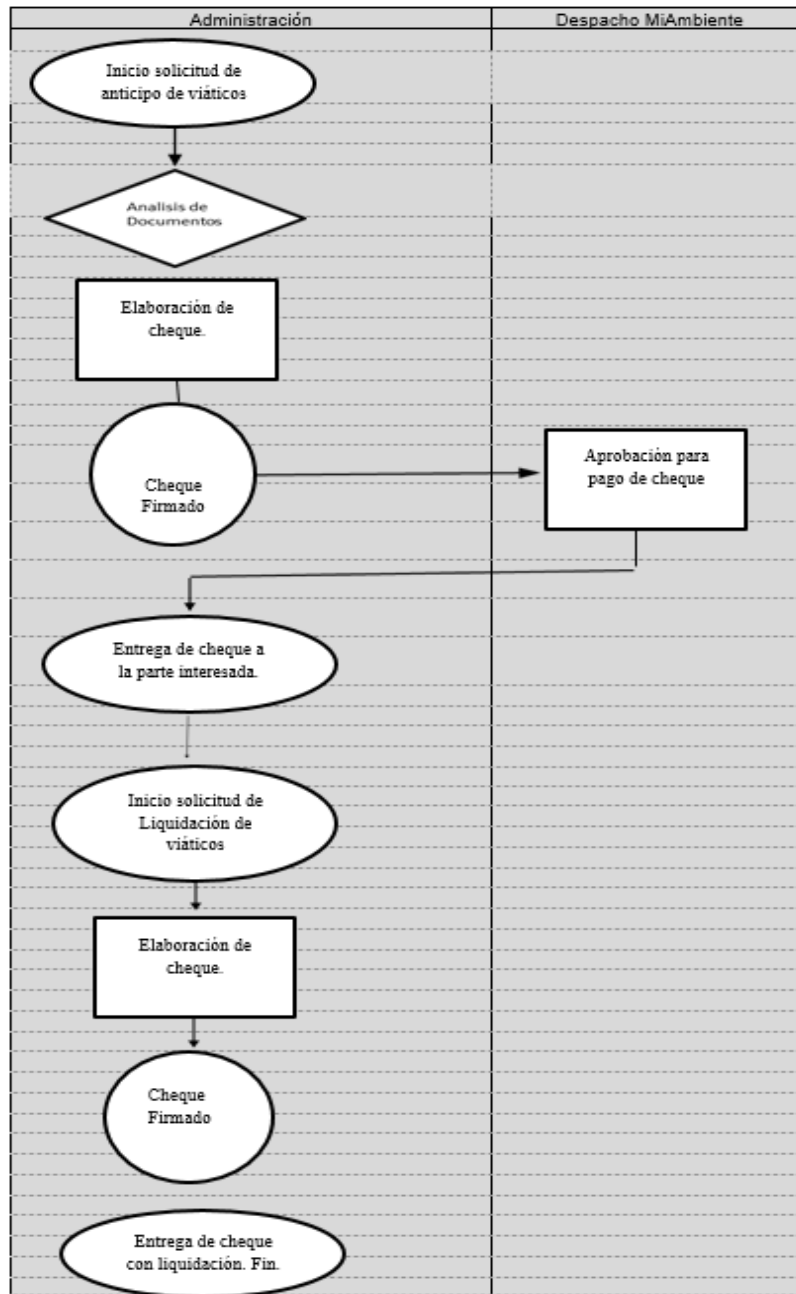 Administración
Despacho MiAmbiente
Inicio solicitud de
anticipo de viáticos
Analisis de
Documentos
Elaboración de
cheque.
Cheque
Firmado
Aprobación para
pago de cheque
Entrega de cheque a
la parte interesada.
Inicio solicitud de
Liquidación de
viáticos
Elaboración de
cheque.
Cheque
Firmado
Entrega de cheque
con liquidación. Fin.